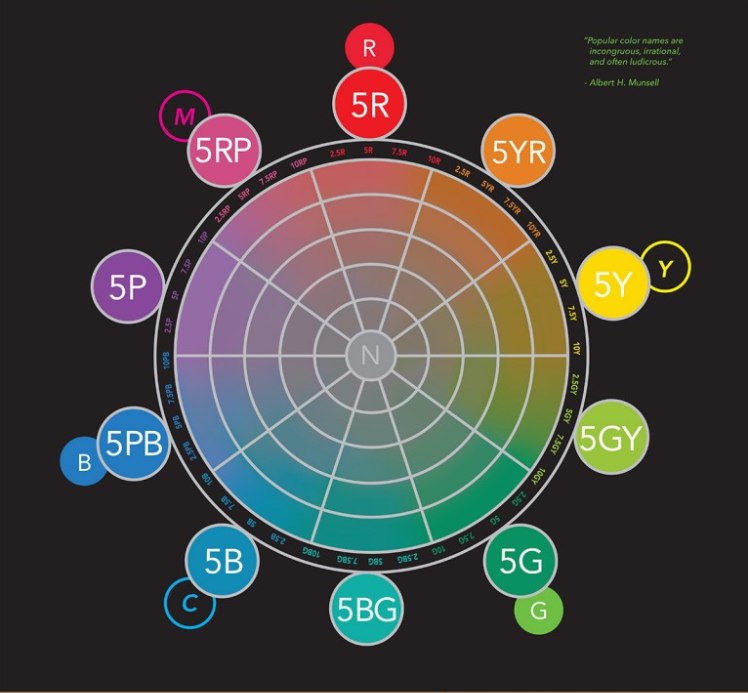 R
"Popular color names are
incongruous, irrational,
and often ludicrous."
- Albert H. Munsell
5R
M
5RP
5YR
5P
5Y
Y
5PB
B
5GY
5B
C
5G
G
5BG
N
2.5R
5R
7.5R
10R
2.5R
5YR
7.5YR
10YR
2.5Y
5Y
7.5Y
10Y
2.5GY
5GY
7.5GY
10GY
2.5G
5G
7.5G
10G
2.5BG
5BG
7.5BG
10BG
2.5B
5B
7.5B
10B
2.5PB
5PB
7.5PB
10PB
2.5P
5P
7.5P
10P
2.5RP
5RP
7.5RP
10RP